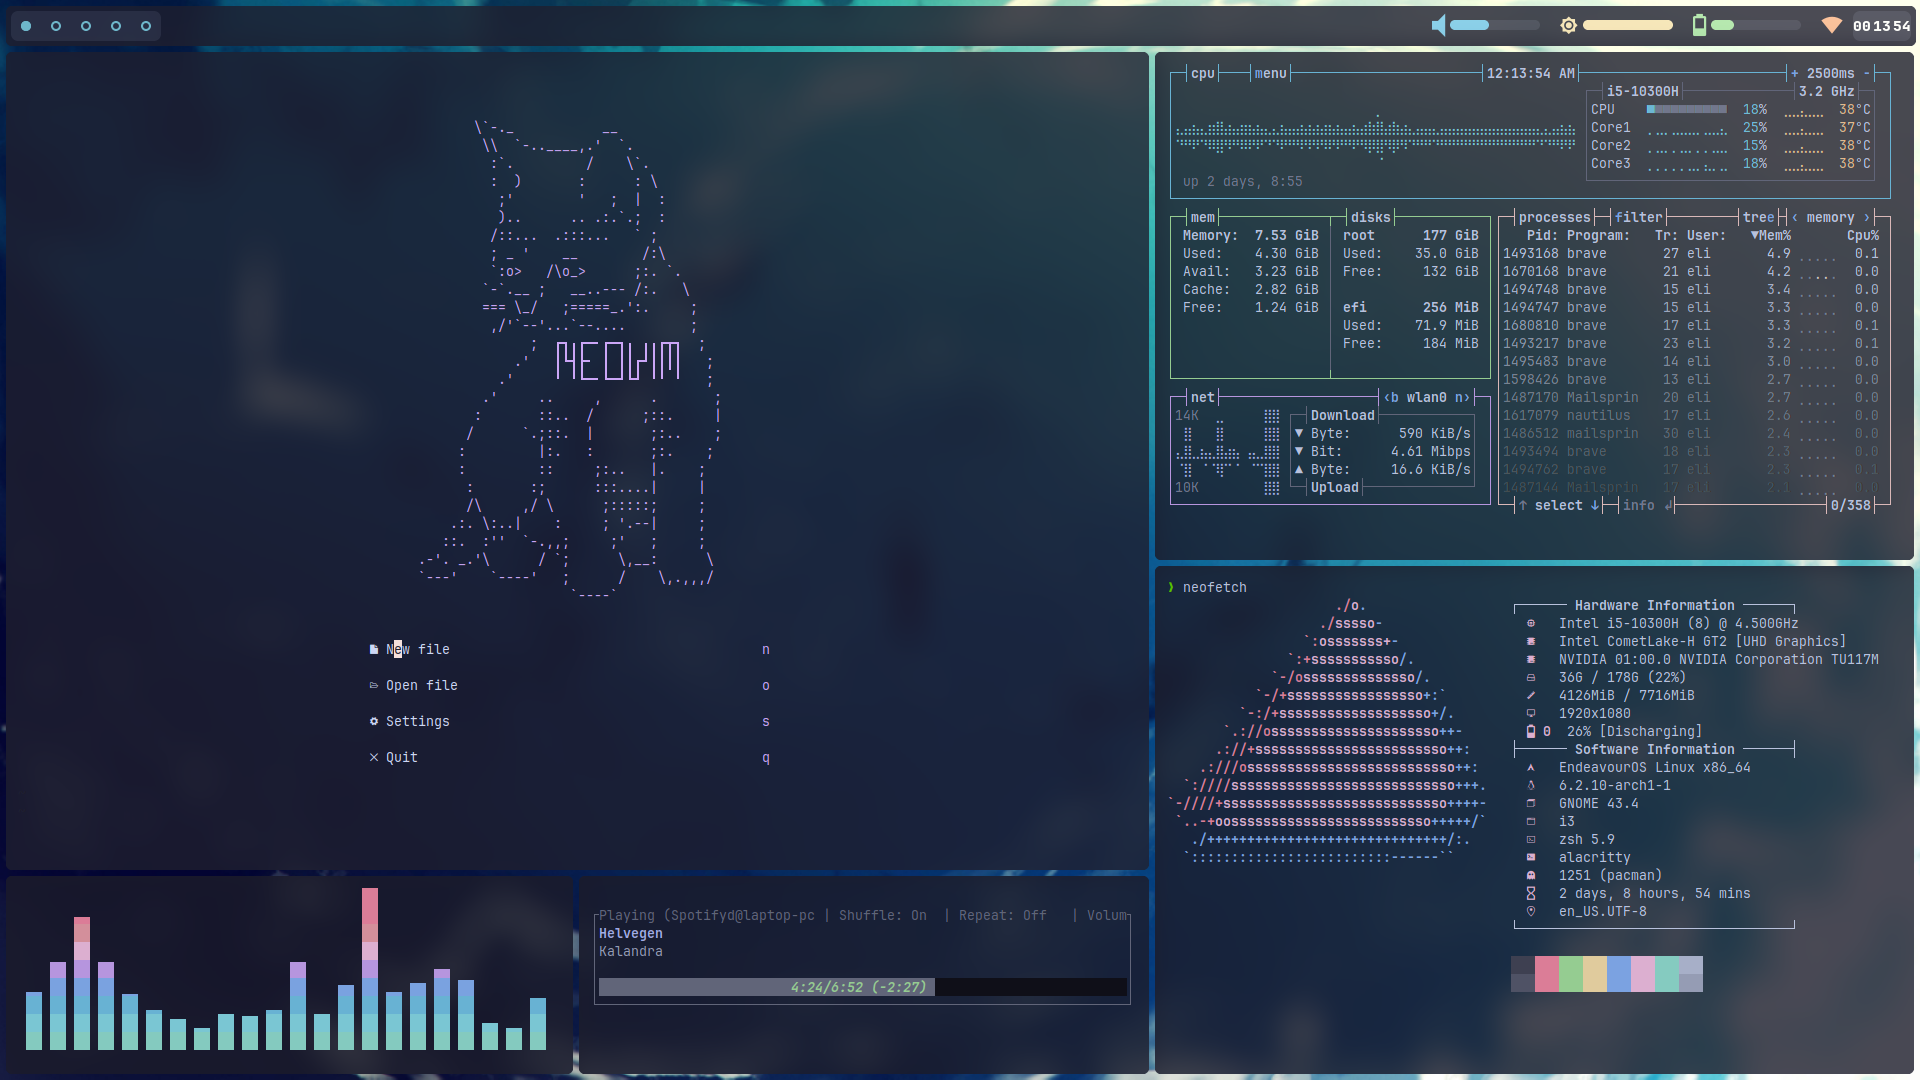 00 13 54
NEOVIM
New file n
Open file o
Settings s
Quit q
cpu menu 12:13:54 AM + 2500ms -
i5-10300H 3.2 GHz
CPU 18% 38°C
Core1 25% 37°C
Core2 15% 38°C
Core3 18% 38°C
up 2 days, 8:55
mem disks
Memory: 7.53 GiB root 177 GiB
Used: 4.30 GiB Used: 35.0 GiB
Avail: 3.23 GiB Free: 132 GiB
Cache: 2.82 GiB
Free: 1.24 GiB efi 256 MiB
Used: 71.9 MiB
Free: 184 MiB
net <b wlan0 n>
14K Download
▼ Byte: 590 KiB/s
▼ Bit: 4.61 Mibps
▲ Byte: 16.6 KiB/s
10K Upload
processes filter tree < memory >
Pid: Program: Tr: User: ▼Mem% Cpu%
1493168 brave 27 eli 4.9 0.1
1670168 brave 21 eli 4.2 0.0
1494748 brave 15 eli 3.4 0.0
1494747 brave 15 eli 3.3 0.0
1680810 brave 17 eli 3.3 0.1
1493217 brave 23 eli 3.2 0.1
1495483 brave 14 eli 3.0 0.0
1598426 brave 13 eli 2.7 0.0
1487170 Mailsprin 20 eli 2.7 0.0
1617079 nautilus 17 eli 2.6 0.0
1486512 mailsprin 30 eli 2.4 0.0
1493494 brave 18 eli 2.3 0.0
1494762 brave 17 eli 2.3 0.1
1487144 Mailsprin 17 eli 2.1 0.0
↑ select ↓ info ↲ 0/358
❯ neofetch
Hardware Information
Intel i5-10300H (8) @ 4.500GHz
Intel CometLake-H GT2 [UHD Graphics]
NVIDIA 01:00.0 NVIDIA Corporation TU117M
36G / 178G (22%)
4126MiB / 7716MiB
1920x1080
0 26% [Discharging]
Software Information
EndeavourOS Linux x86_64
6.2.10-arch1-1
GNOME 43.4
i3
zsh 5.9
alacritty
1251 (pacman)
2 days, 8 hours, 54 mins
en_US.UTF-8
Playing (Spotifyd@laptop-pc | Shuffle: On | Repeat: Off | Volum
Helvegen
Kalandra
4:24/6:52 (-2:27)